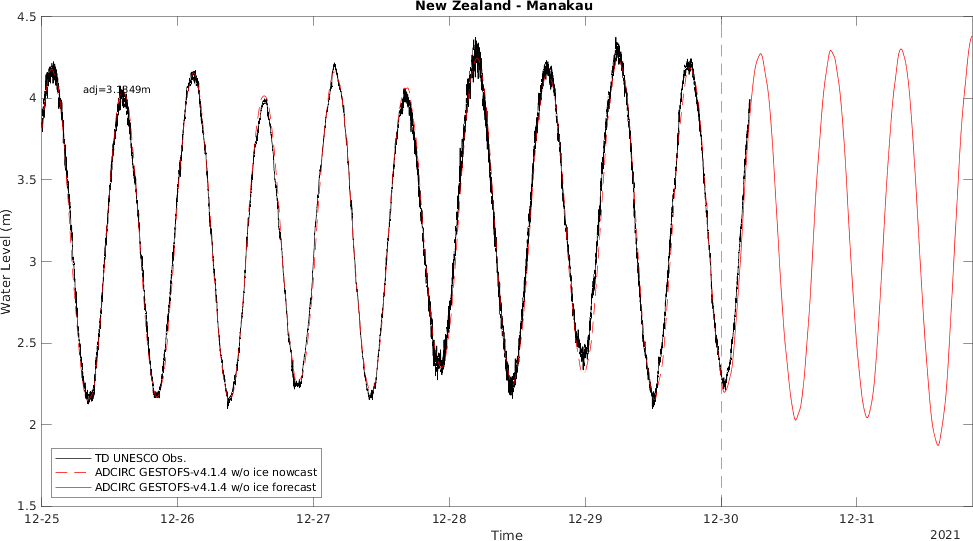 New Zealand - Manakau
4.5
4
3.5
3
2.5
2
1.5
Water Level (m)
adj=3.1849m
TD UNESCO Obs.
ADCIRC GESTOFS-v4.1.4 w/o ice nowcast
ADCIRC GESTOFS-v4.1.4 w/o ice forecast
12-25 12-26 12-27 12-28 12-29 12-30 12-31
Time
2021